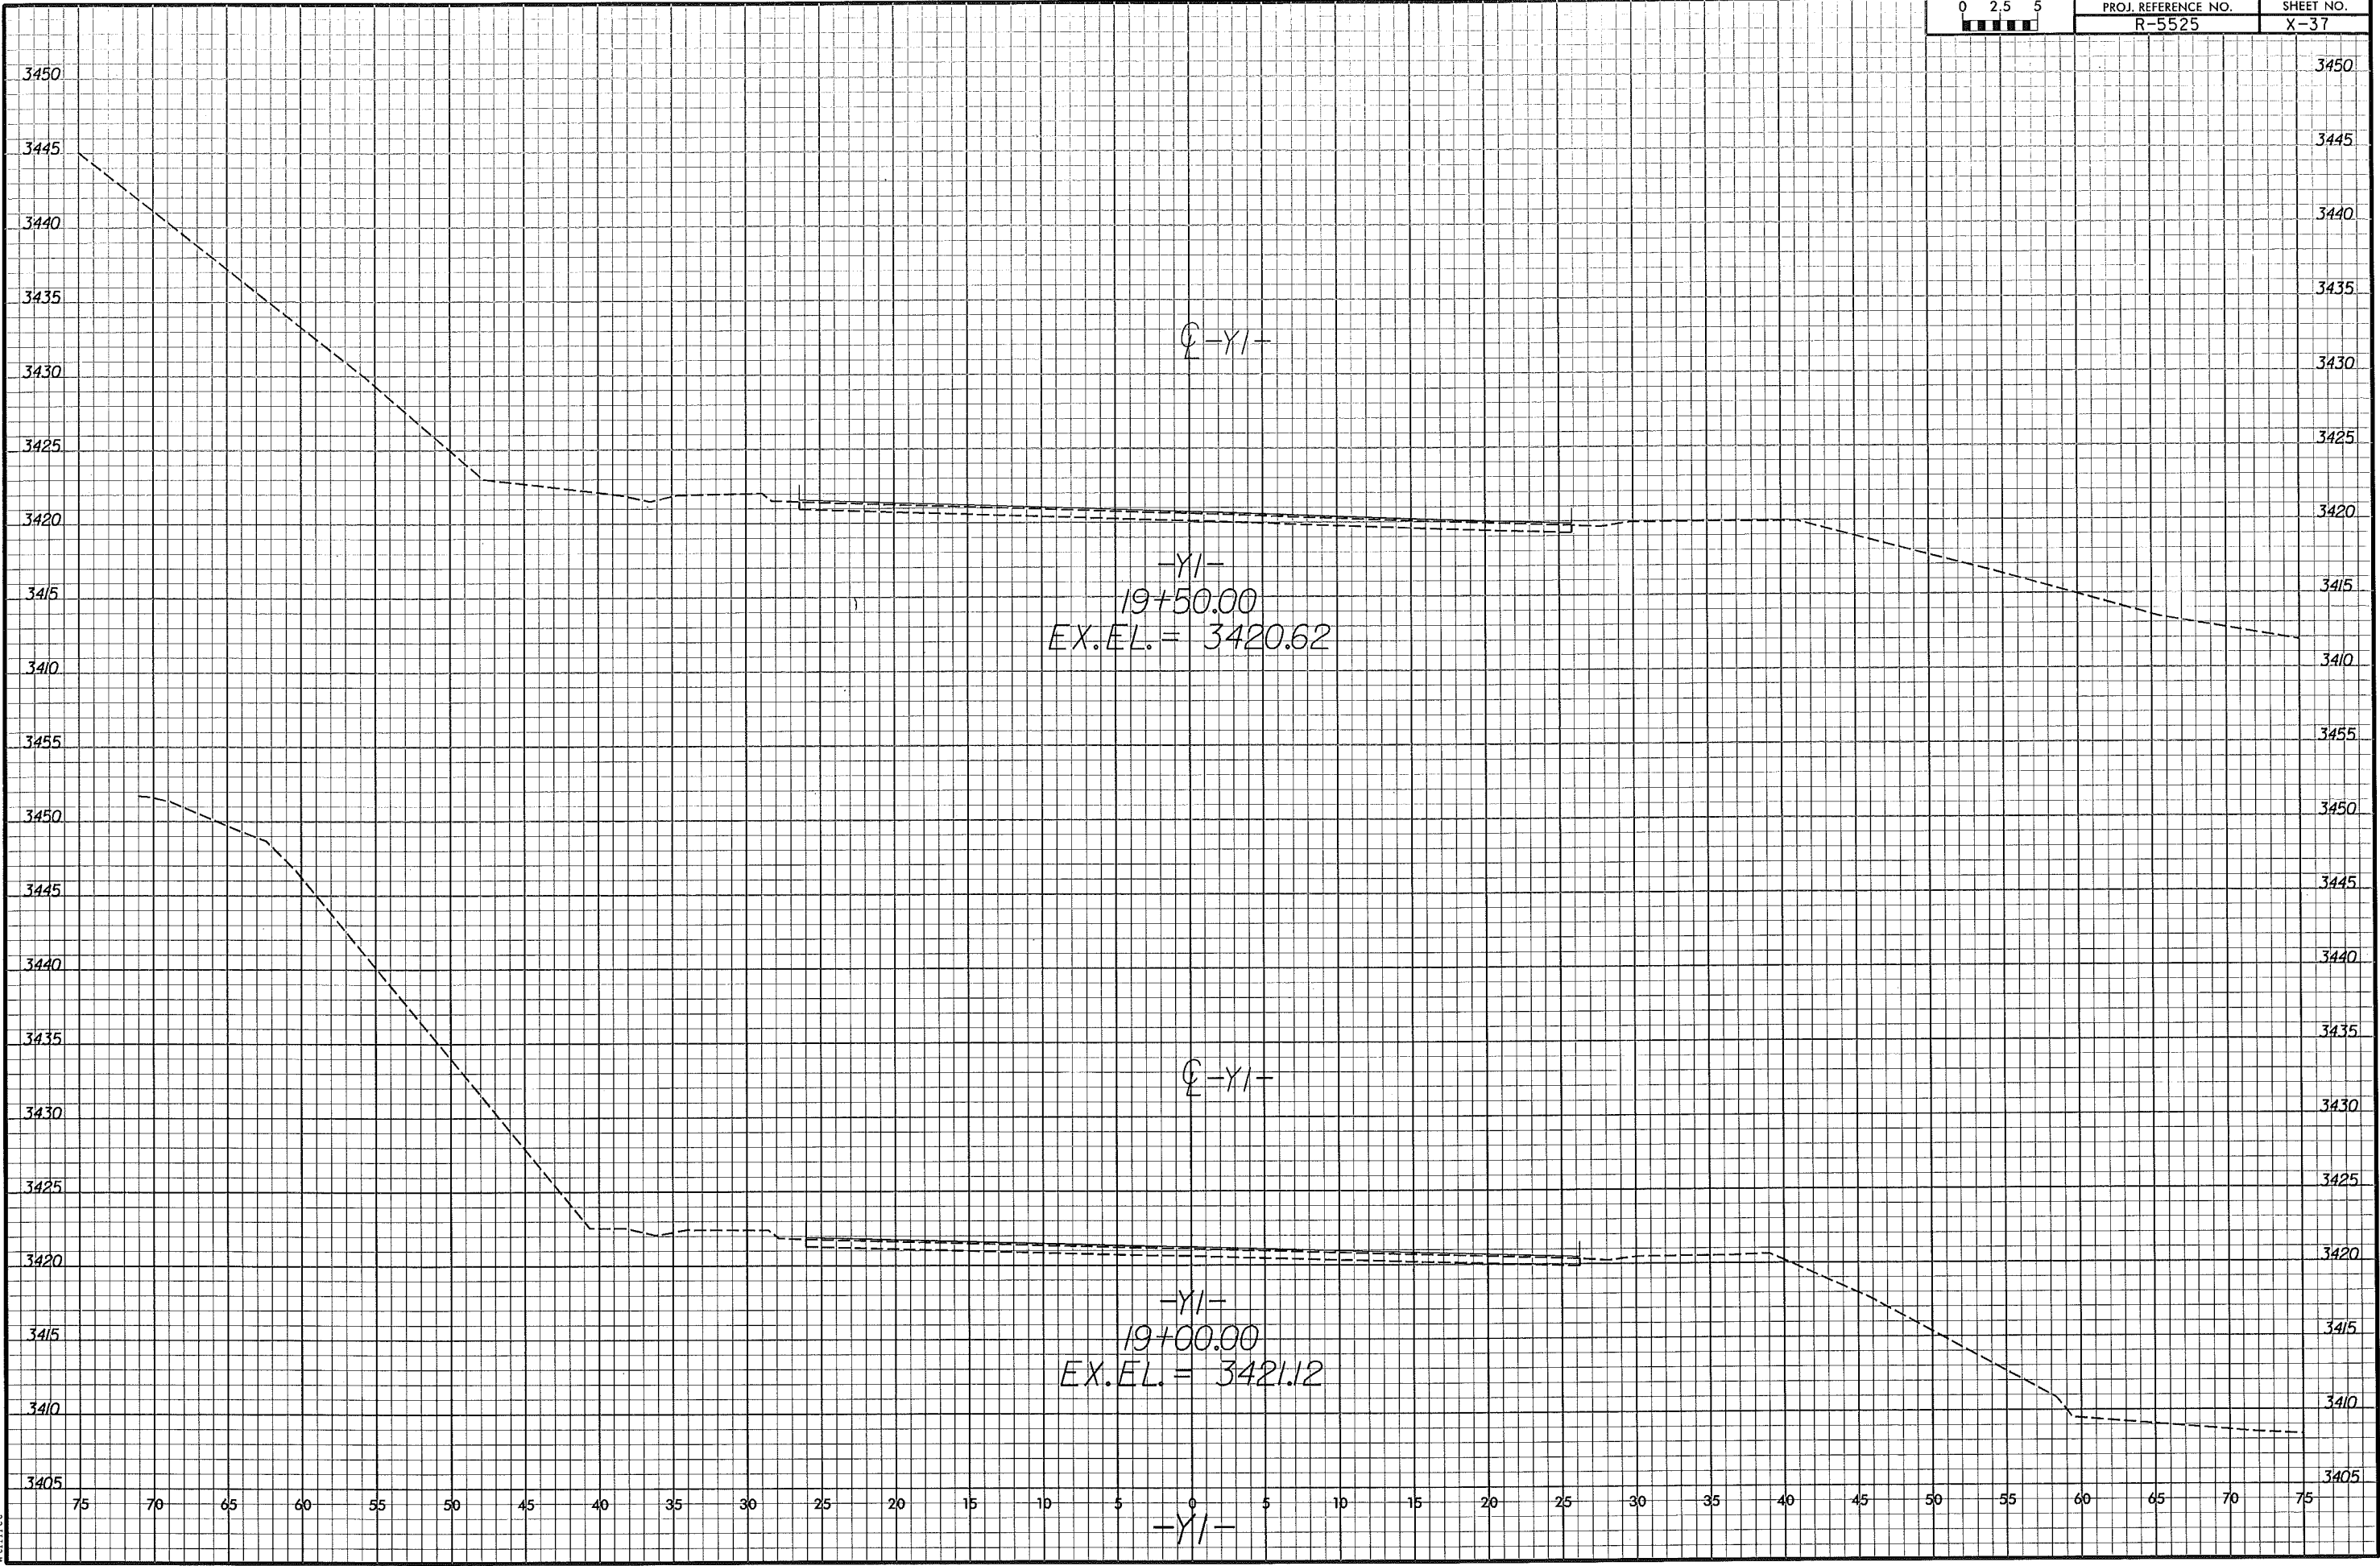 0 2.5 5 PROJ. REFERENCE NO. SHEET NO.
R-5525 X-37
3450 3450
3445 3445
3440 3440
3435 3435
℄ -Y1-
3430 3430
3425 3425
3420 3420
-Y1-
3415 19+50.00 3415
EX.EL.= 3420.62
3410 3410
3455 3455
3450 3450
3445 3445
3440 3440
3435 3435
℄ -Y1-
3430 3430
3425 3425
3420 3420
-Y1-
3415 19+00.00 3415
EX.EL.= 3421.12
3410 3410
3405 3405
75 70 65 60 55 50 45 40 35 30 25 20 15 10 5 0 5 10 15 20 25 30 35 40 45 50 55 60 65 70 75
-Y1-